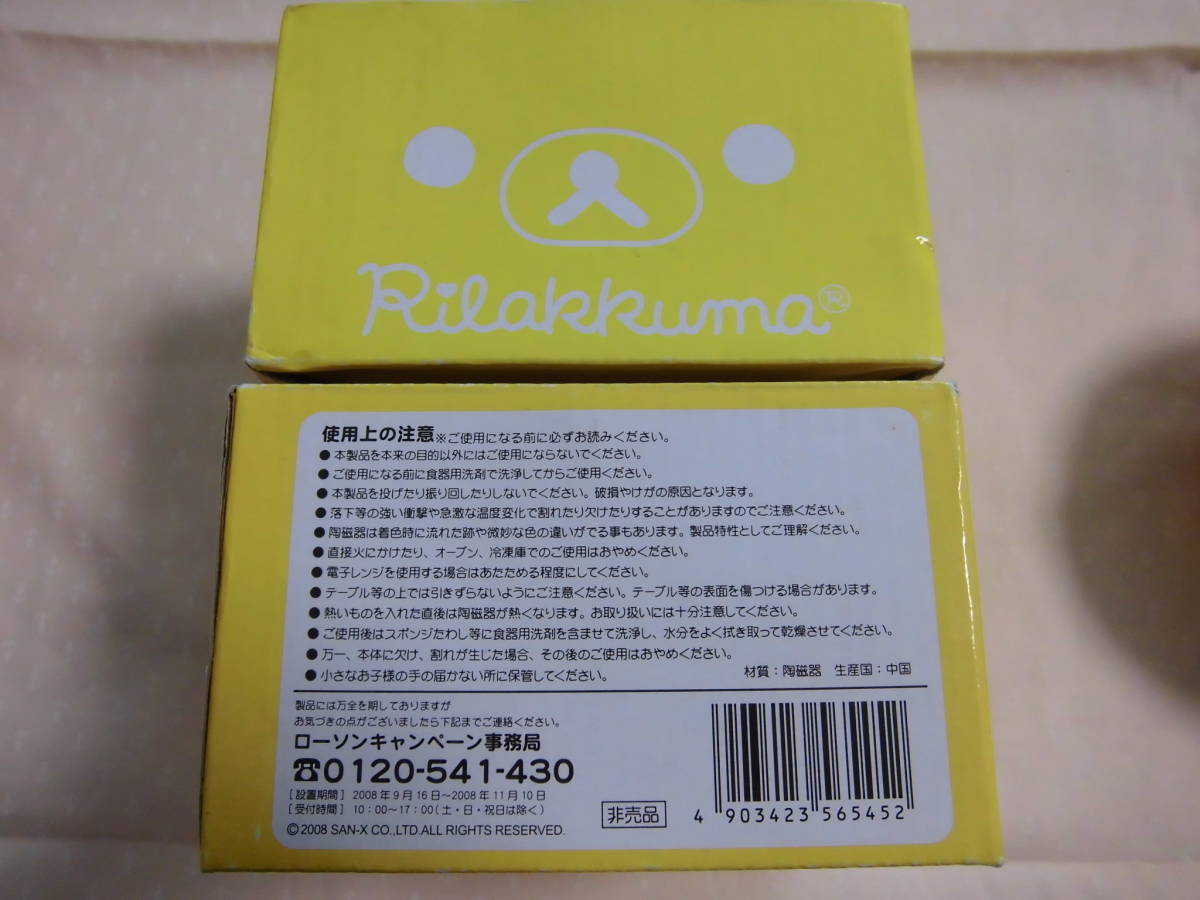 Rilakkuma®
使用上の注意 ※ご使用になる前に必ずお読みください。
●本製品を本来の目的以外にはご使用にならないでください。
●ご使用になる前に食器用洗剤で洗浄してからご使用ください。
●本製品を投げたり振り回したりしないでください。破損やけがの原因となります。
●落下等の強い衝撃や急激な温度変化で割れたり欠けたりすることがありますのでご注意ください。
●陶磁器は着色時に流れた跡や微妙な色の違いがでる事もあります。製品特性としてご理解ください。
●直接火にかけたり、オーブン、冷凍庫でのご使用はおやめください。
●電子レンジを使用する場合はあたためる程度にしてください。
●テーブル等の上では引きずらないようにご注意ください。テーブル等の表面を傷つける場合があります。
●熱いものを入れた直後は陶磁器が熱くなります。お取り扱いには十分注意してください。
●ご使用後はスポンジたわし等に食器用洗剤を含ませて洗浄し、水分をよく拭き取って乾燥させてください。
●万一、本体に欠け、割れが生じた場合、その後のご使用はおやめください。
●小さなお子様の手の届かない所に保管してください。
材質：陶磁器 生産国：中国
製品には万全を期しておりますが
お気づきの点がございましたら下記までご連絡ください。
ローソンキャンペーン事務局
☎0120-541-430
[設置期間] 2008年9月16日〜2008年11月10日
[受付時間] 10:00〜17:00(土・日・祝日は除く)
©2008 SAN-X CO.,LTD.ALL RIGHTS RESERVED.
非売品
4 903423 565452